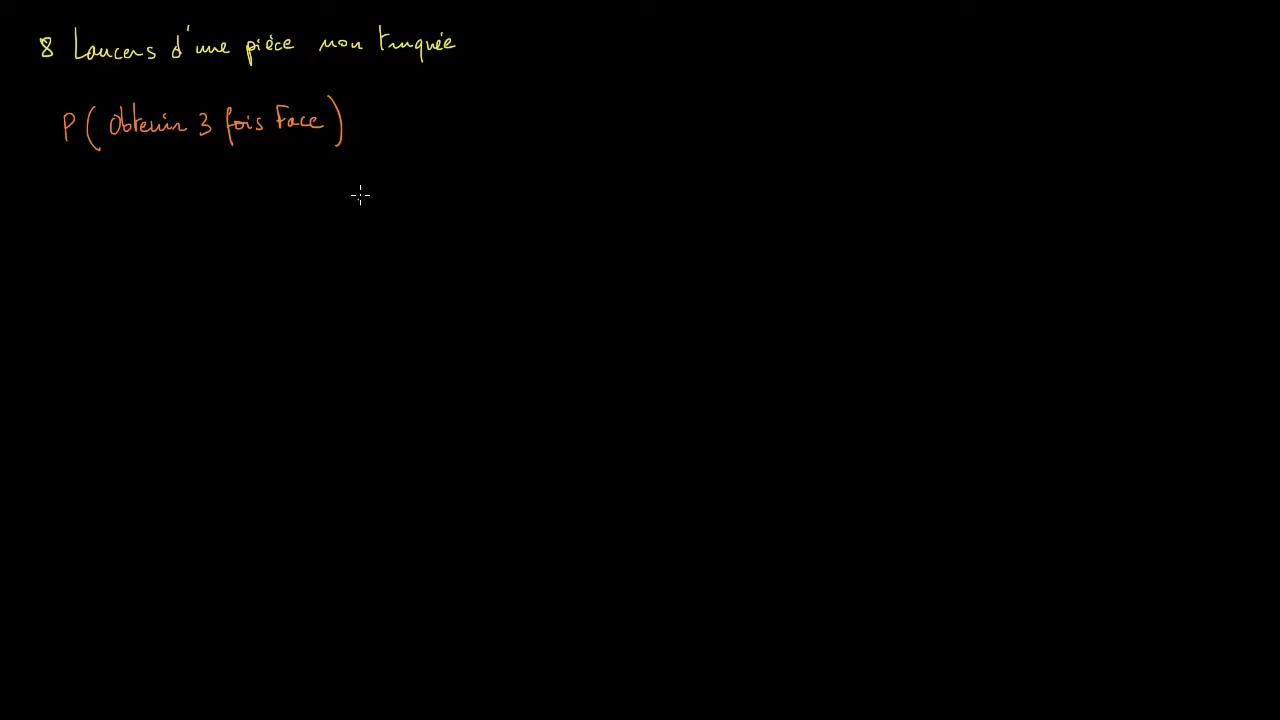 8 Lancers d'une pièce non truquée
P ( Obtenir 3 fois Face )